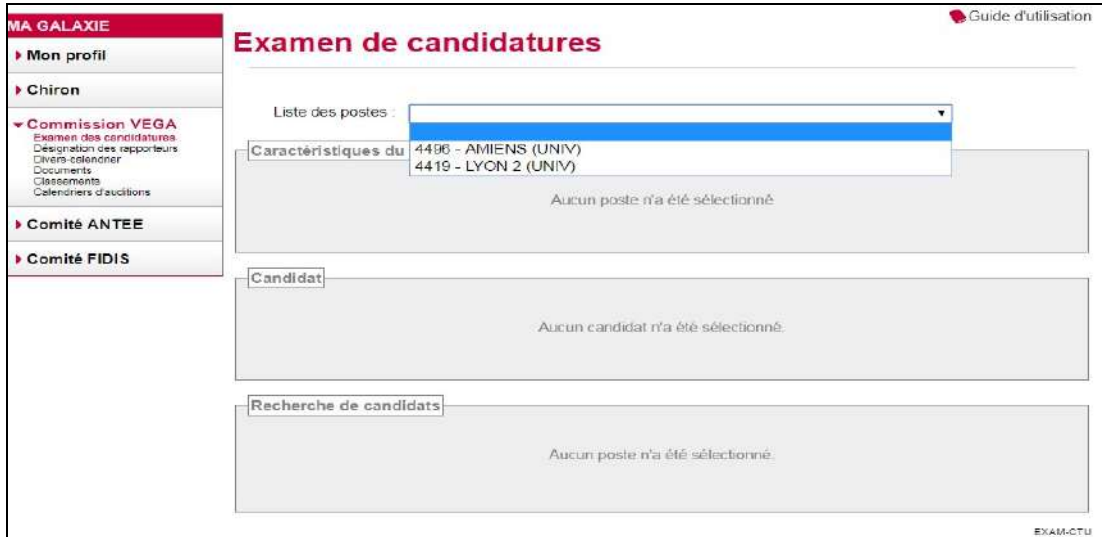 MA GALAXIE
Mon profil
Chiron
Commission VEGA
Examen des candidatures
Désignation des rapporteurs
Divers-calendrier
Documents
Classements
Calendriers d'auditions
Comité ANTEE
Comité FIDIS
Guide d'utilisation
Examen de candidatures
Liste des postes :
4496 - AMIENS (UNIV)
4419 - LYON 2 (UNIV)
Caractéristiques du
Aucun poste n'a été sélectionné
Candidat
Aucun candidat n'a été sélectionné.
Recherche de candidats
Aucun poste n'a été sélectionné.
EXAM-CTU